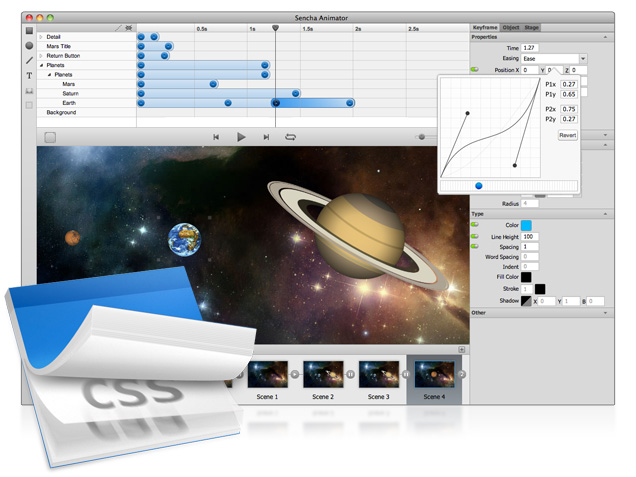 Sencha Animator
0.5s 1s 1.5s 2s 2.5s
Detail
Mars Title
Return Button
Planets
Planets
Mars
Saturn
Earth
Background
T
Keyframe Object Stage
Properties
Time 1.27
Easing Ease
Position X 0 Y 0 Z 0
P1x 0.27
P1y 0.65
P2x 0.75
P2y 0.27
Revert
Radius 4
Type
Color
Line Height 100
Spacing 1
Word Spacing 0
Indent 0
Fill Color
Stroke 1
Shadow X 0 Y 1 B 0
Other
Scene 1 Scene 2 Scene 3 Scene 4
CSS